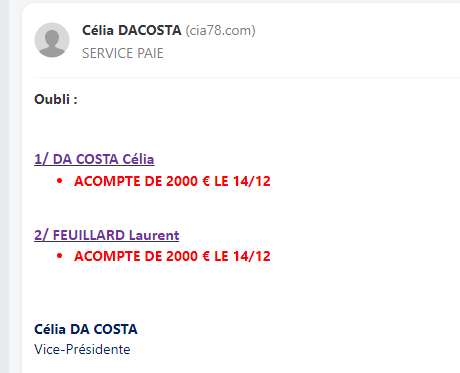 Célia DACOSTA (cia78.com)
SERVICE PAIE
Oubli :
1/ DA COSTA Célia
• ACOMPTE DE 2000 € LE 14/12
2/ FEUILLARD Laurent
• ACOMPTE DE 2000 € LE 14/12
Célia DA COSTA
Vice-Présidente